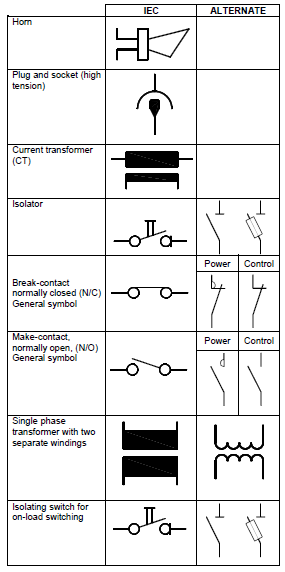 IEC
ALTERNATE
Horn
Plug and socket (high
tension)
Current transformer
(CT)
Isolator
Break-contact
normally closed (N/C)
General symbol
Power
Control
Make-contact,
normally open, (N/O)
General symbol
Power
Control
Single phase
transformer with two
separate windings
Isolating switch for
on-load switching